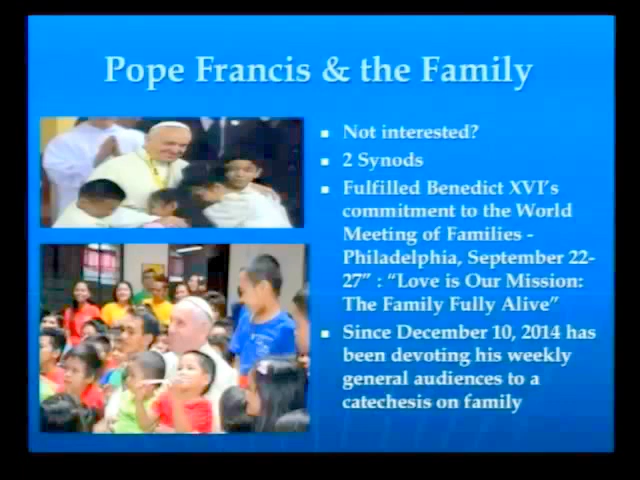 Pope Francis & the Family
Not interested?
2 Synods
Fulfilled Benedict XVI's
commitment to the World
Meeting of Families -
Philadelphia, September 22-
27” : “Love is Our Mission:
The Family Fully Alive”
Since December 10, 2014 has
been devoting his weekly
general audiences to a
catechesis on family